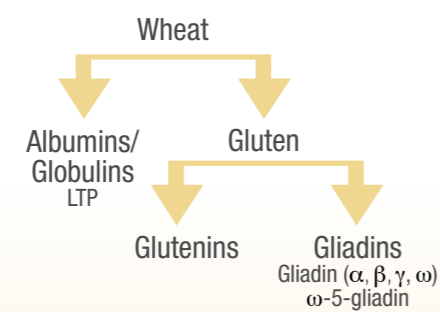 Wheat
Albumins/
Globulins
LTP
Gluten
Glutenins
Gliadins
Gliadin (α, β, γ, ω)
ω-5-gliadin